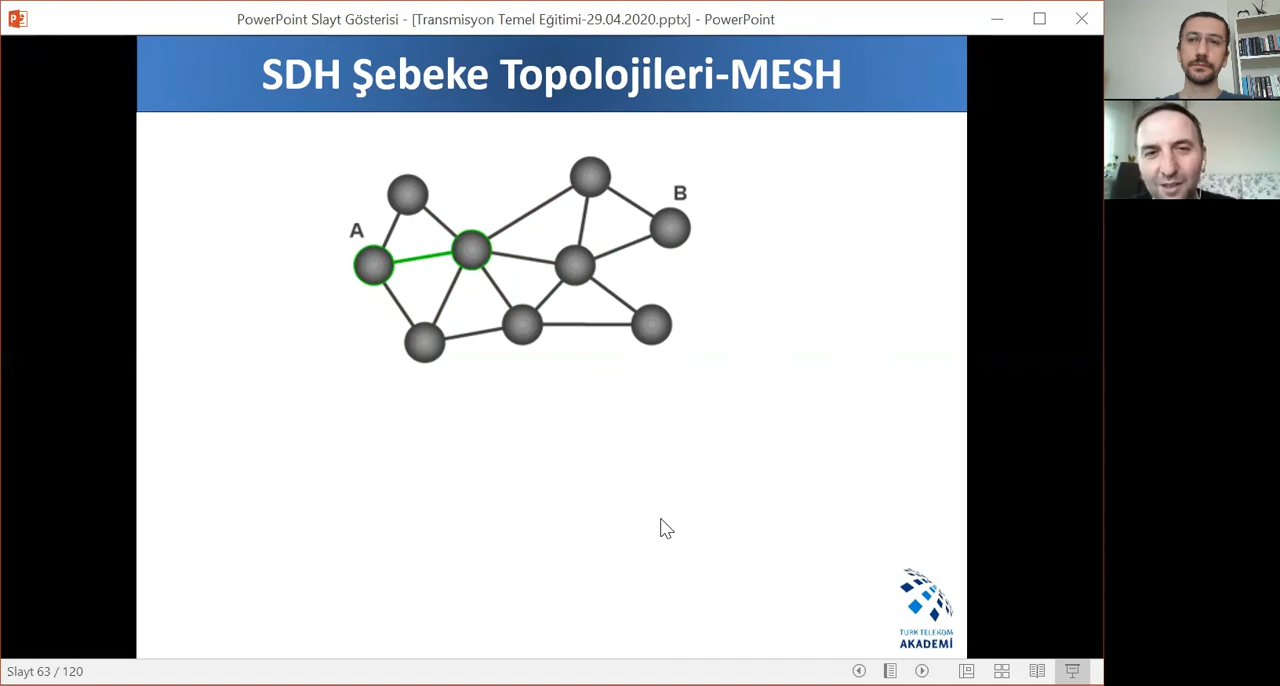 PowerPoint Slayt Gösterisi - [Transmisyon Temel Eğitimi-29.04.2020.pptx] - PowerPoint
SDH Şebeke Topolojileri-MESH
B
A
TÜRK TELEKOM
AKADEMİ
Slayt 63 / 120